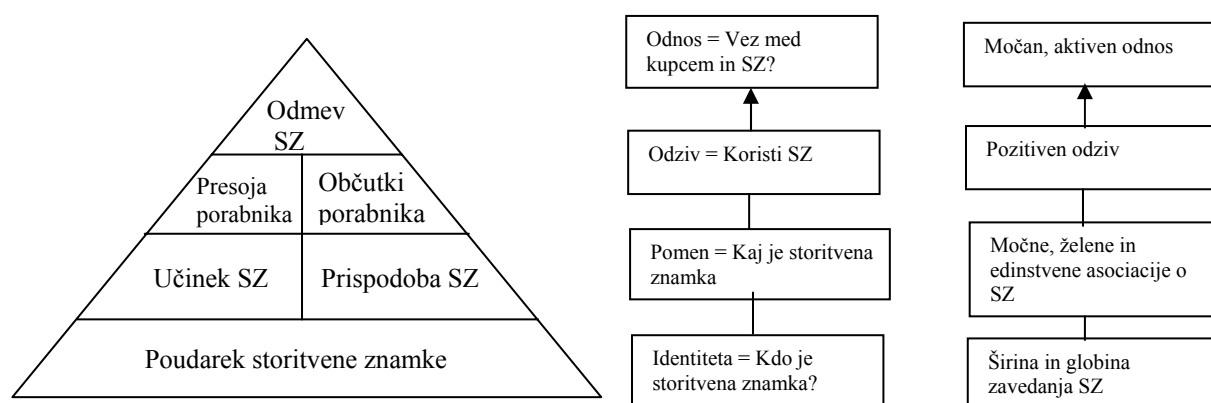 Odmev
SZ
Presoja
porabnika
Občutki
porabnika
Učinek SZ
Prispodoba SZ
Poudarek storitvene znamke
Odnos = Vez med
kupcem in SZ?
Odziv = Koristi SZ
Pomen = Kaj je storitvena
znamka
Identiteta = Kdo je
storitvena znamka?
Močan, aktiven odnos
Pozitiven odziv
Močne, želene in
edinstvene asociacije o
SZ
Širina in globina
zavedanja SZ